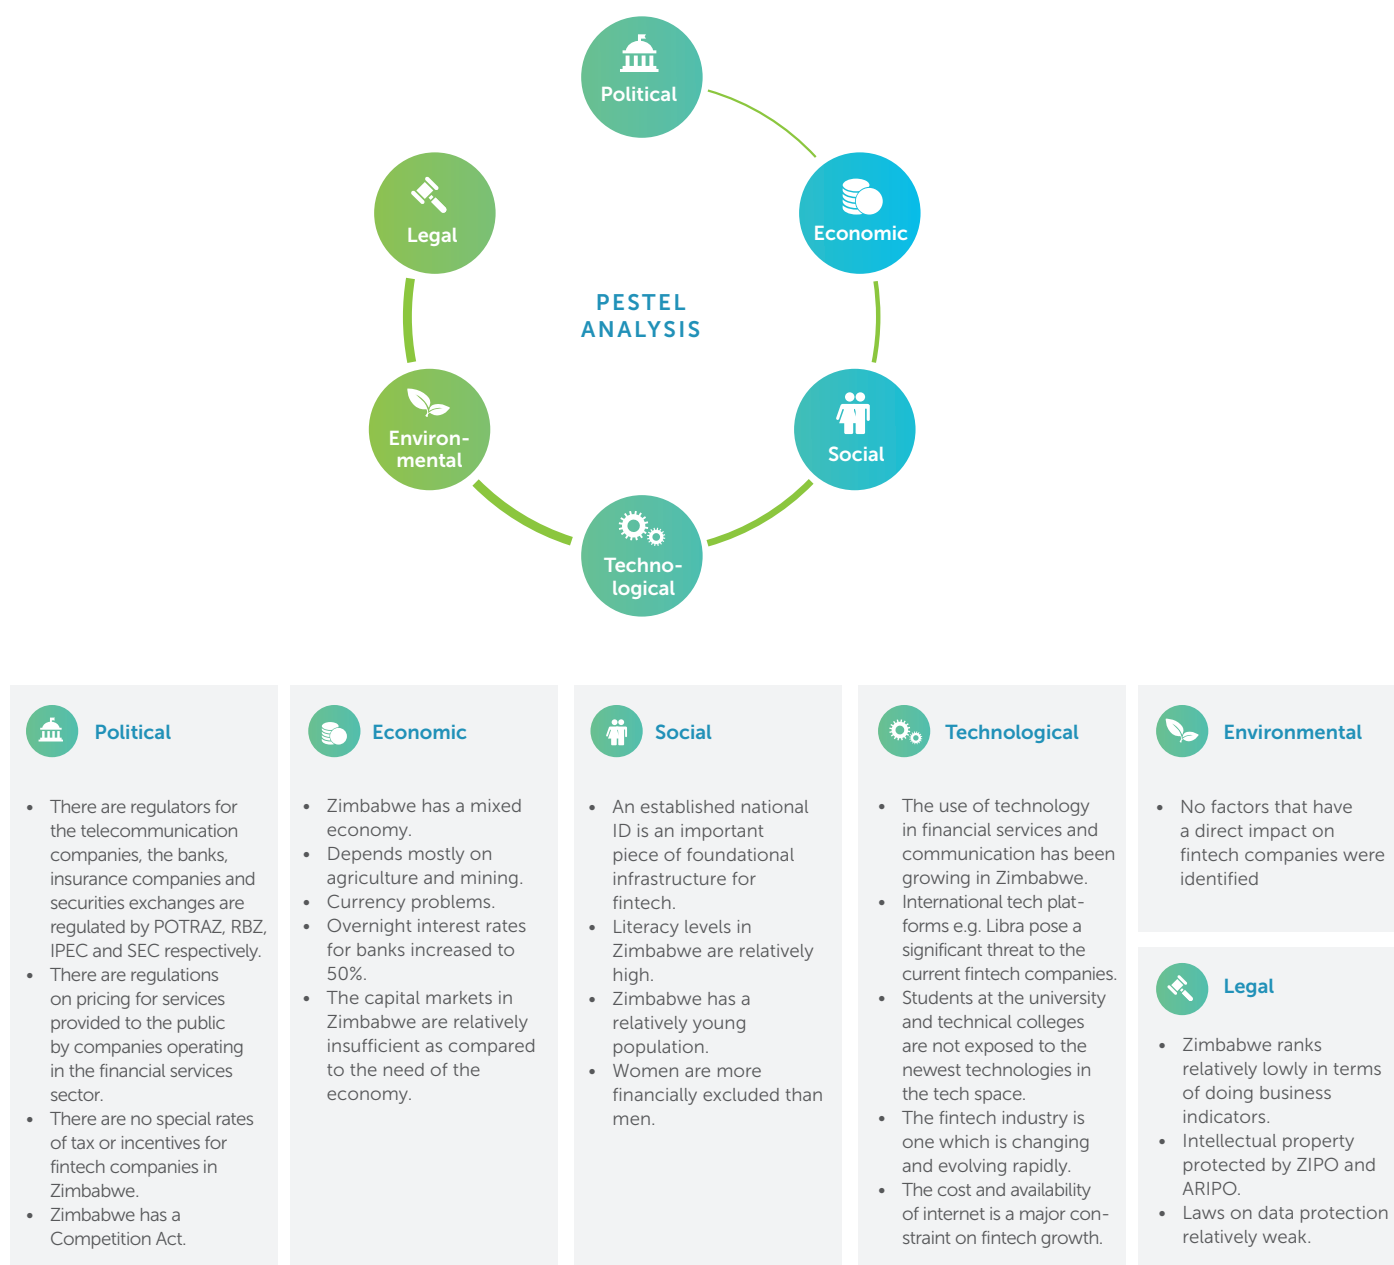 Political
Economic
Legal
PESTEL
ANALYSIS
Environ-
mental
Social
Techno-
logical
Political
• There are regulators for
the telecommunication
companies, the banks,
insurance companies and
securities exchanges are
regulated by POTRAZ, RBZ,
IPEC and SEC respectively.
• There are regulations
on pricing for services
provided to the public
by companies operating
in the financial services
sector.
• There are no special rates
of tax or incentives for
fintech companies in
Zimbabwe.
• Zimbabwe has a
Competition Act.
Economic
• Zimbabwe has a mixed
economy.
• Depends mostly on
agriculture and mining.
• Currency problems.
• Overnight interest rates
for banks increased to
50%.
• The capital markets in
Zimbabwe are relatively
insufficient as compared
to the need of the
economy.
Social
• An established national
ID is an important
piece of foundational
infrastructure for
fintech.
• Literacy levels in
Zimbabwe are relatively
high.
• Zimbabwe has a
relatively young
population.
• Women are more
financially excluded than
men.
Technological
• The use of technology
in financial services and
communication has been
growing in Zimbabwe.
• International tech plat-
forms e.g. Libra pose a
significant threat to the
current fintech companies.
• Students at the university
and technical colleges
are not exposed to the
newest technologies in
the tech space.
• The fintech industry is
one which is changing
and evolving rapidly.
• The cost and availability
of internet is a major con-
straint on fintech growth.
Environmental
• No factors that have
a direct impact on
fintech companies were
identified
Legal
• Zimbabwe ranks
relatively lowly in terms
of doing business
indicators.
• Intellectual property
protected by ZIPO and
ARIPO.
• Laws on data protection
relatively weak.